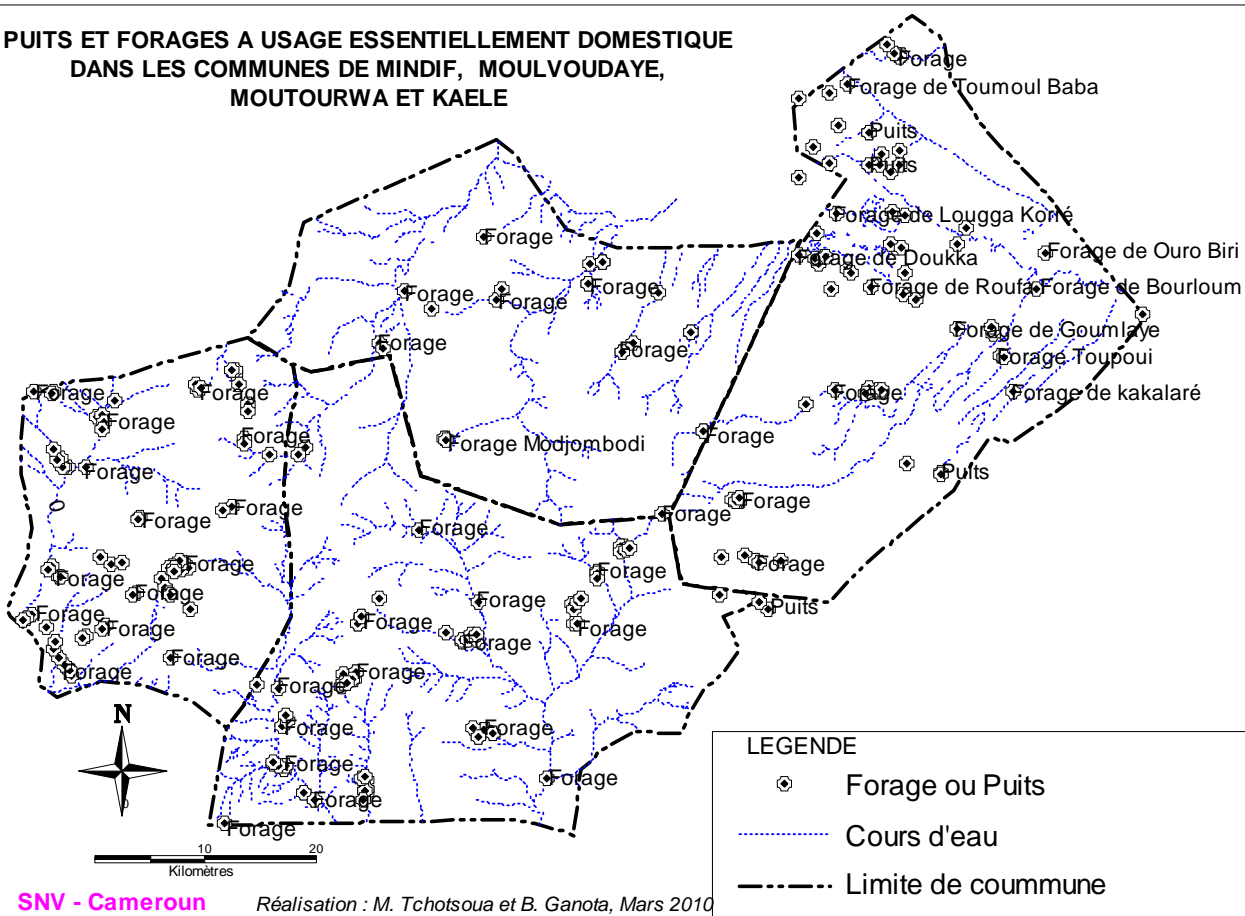 PUITS ET FORAGES A USAGE ESSENTIELLEMENT DOMESTIQUE
DANS LES COMMUNES DE MINDIF, MOULVOUDAYE,
MOUTOURWA ET KAELE
Forage
Forage de Toumoul Baba
Puits
Puits
Forage de Lougga Korré
Forage
Forage de Ouro Biri
Forage de Doukka
Forage
Forage de Roufa
Forage de Bourloum
Forage
Forage
Forage de Goumlaye
Forage
Forage
Forage Toupoui
Forage
Forage
Forage
Forage de kakalaré
Forage
Forage
Forage
Forage Modjombodi
Forage
Puits
Forage
Forage
Forage
Forage
Forage
Forage
Forage
Forage
Forage
Forage
Forage
Forage
Forage
Puits
Forage
Forage
Forage
Forage
Forage
Forage
Forage
Forage
Forage
Forage
Forage
Forage
Forage
Forage
N
0
10
20
Kilomètres
LEGENDE
Forage ou Puits
Cours d'eau
Limite de coummune
SNV - Cameroun
Réalisation : M. Tchotsoua et B. Ganota, Mars 2010